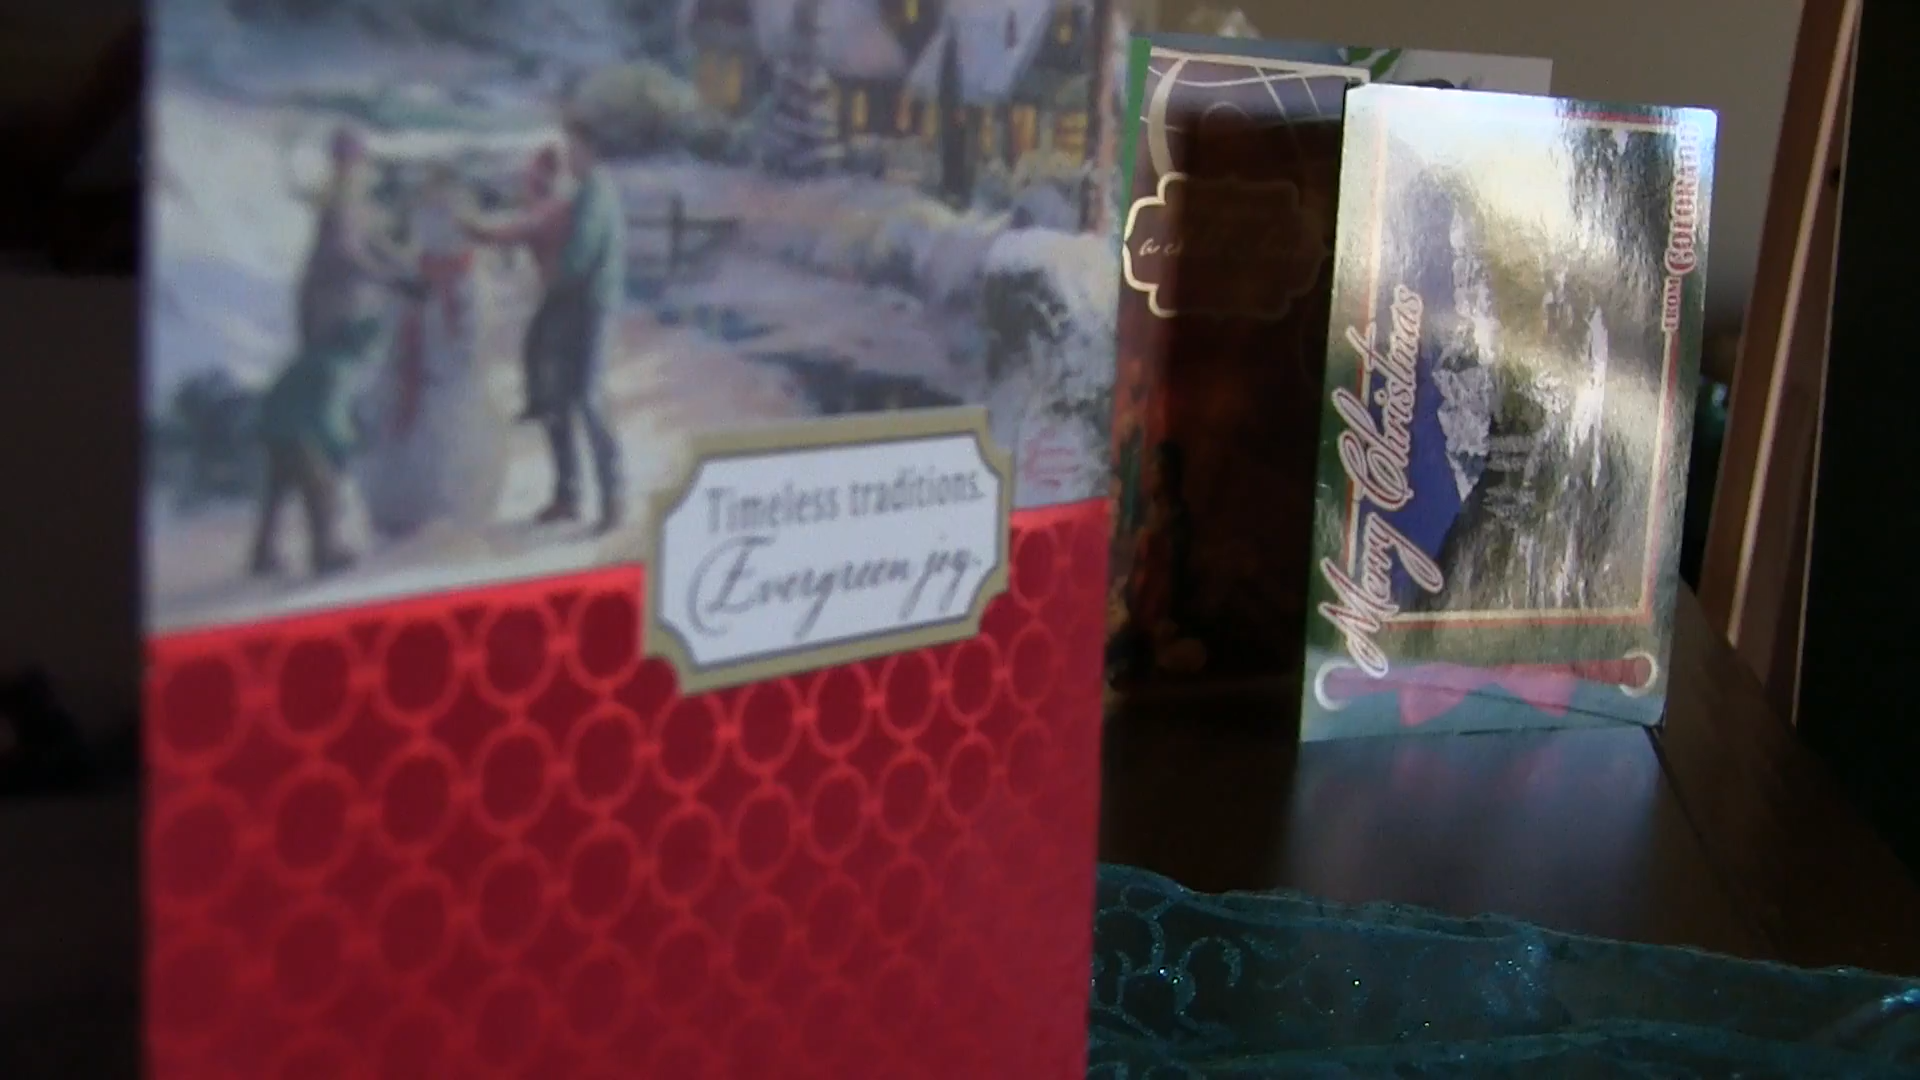 Timeless traditions.
Evergreen joy.
Merry Christmas
FROM COLORADO